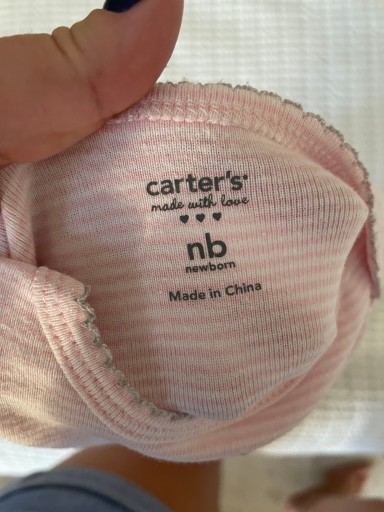 carter's
made with love
nb
newborn
Made in China